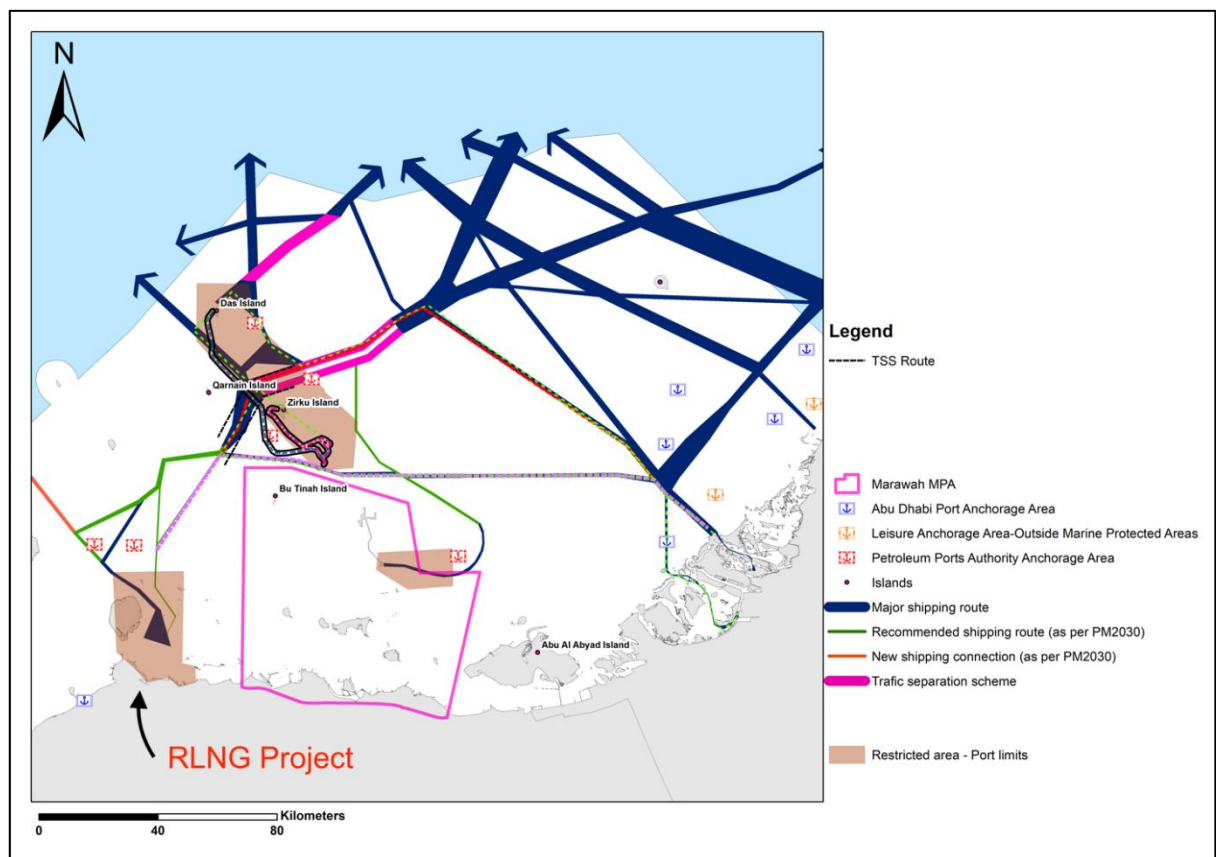 N
Das Island
Qarnain Island
Zirku Island
Bu Tinah Island
Abu Al Abyad Island
RLNG Project
Kilometers
0 40 80
Legend
TSS Route
Marawah MPA
Abu Dhabi Port Anchorage Area
Leisure Anchorage Area-Outside Marine Protected Areas
Petroleum Ports Authority Anchorage Area
Islands
Major shipping route
Recommended shipping route (as per PM2030)
New shipping connection (as per PM2030)
Trafic separation scheme
Restricted area - Port limits